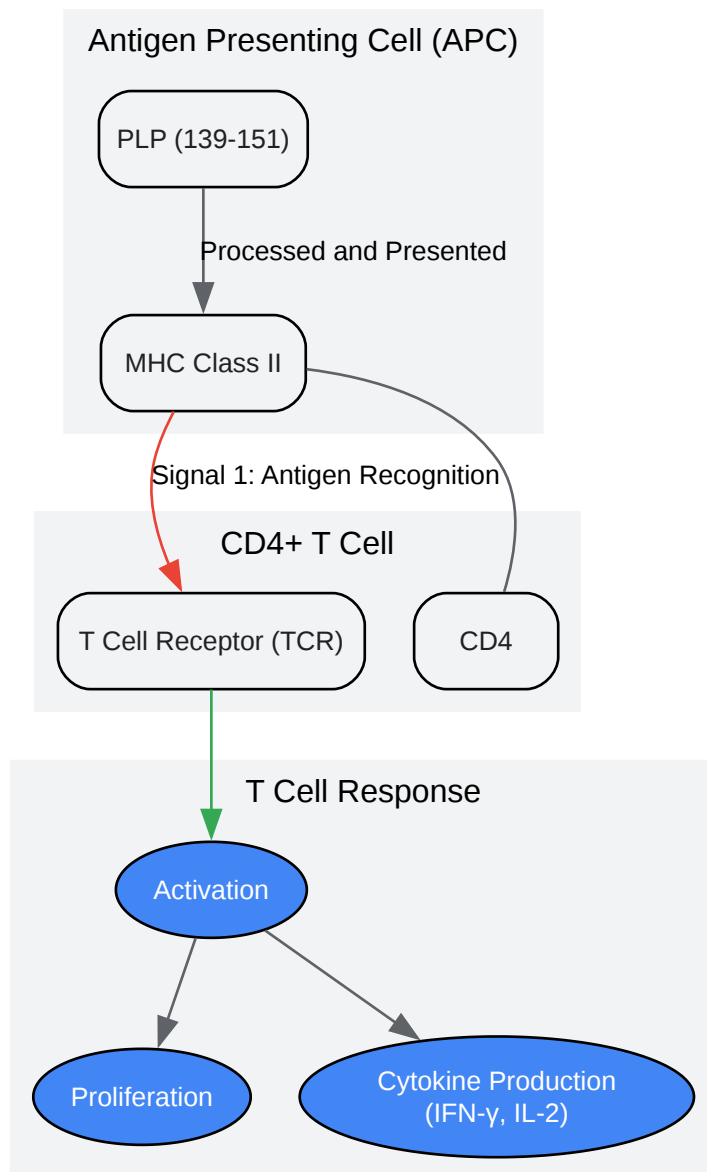 Antigen Presenting Cell (APC)
PLP (139-151)
Processed and Presented
MHC Class II
Signal 1: Antigen Recognition
CD4+ T Cell
T Cell Receptor (TCR)
CD4
T Cell Response
Activation
Proliferation
Cytokine Production
(IFN-γ, IL-2)